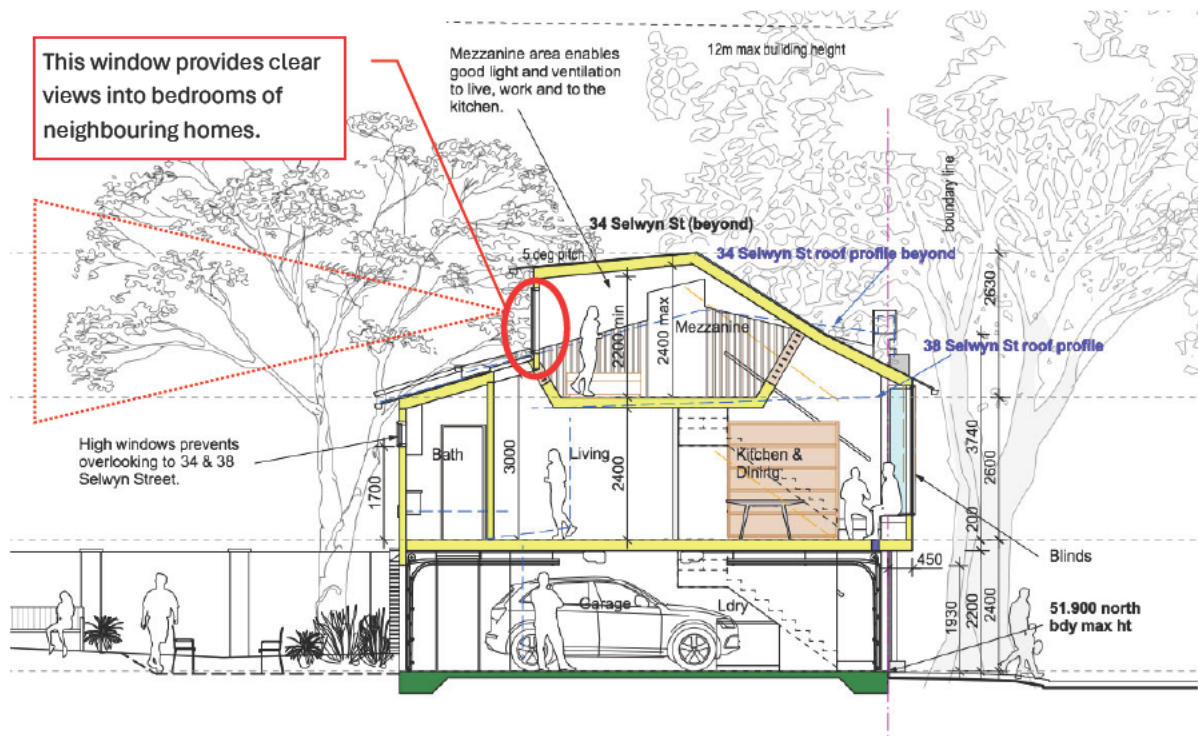 This window provides clear
views into bedrooms of
neighbouring homes.
Mezzanine area enables
good light and ventilation
to live, work and to the
kitchen.
12m max building height
boundary line
34 Selwyn St (beyond)
5 deg pitch
34 Selwyn St roof profile beyond
2630
2200 min
2400 max
Mezzanine
38 Selwyn St roof profile
High windows prevents
overlooking to 34 & 38
Selwyn Street.
1700
Bath
3000
Living
2400
Kitchen &
Dining
3740
2600
200
450
Blinds
Garage
Ldry
1930
2200
2400
51.900 north
bdy max ht